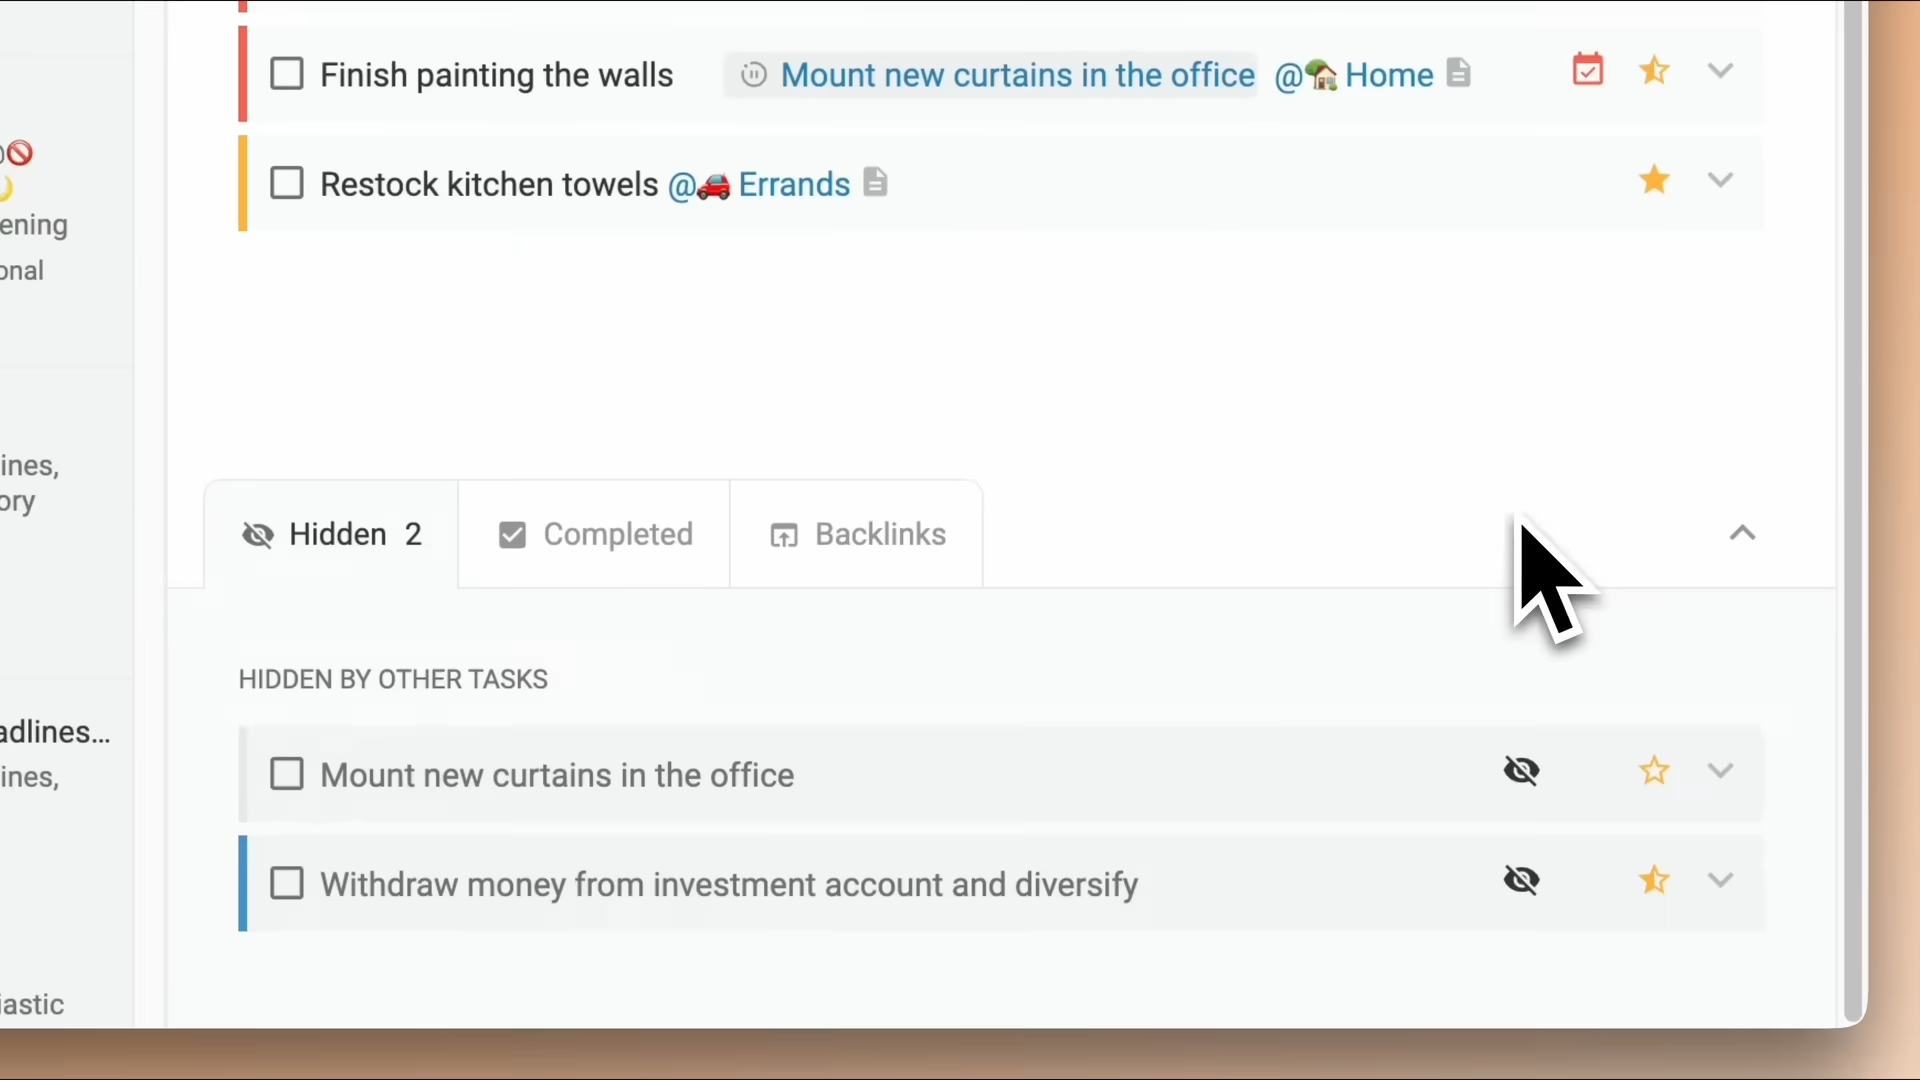 Finish painting the walls Mount new curtains in the office @🏡 Home
Restock kitchen towels @🚗 Errands
ening
onal
ines,
ory
Hidden 2 Completed Backlinks
HIDDEN BY OTHER TASKS
adlines...
ines,
Mount new curtains in the office
Withdraw money from investment account and diversify
iastic